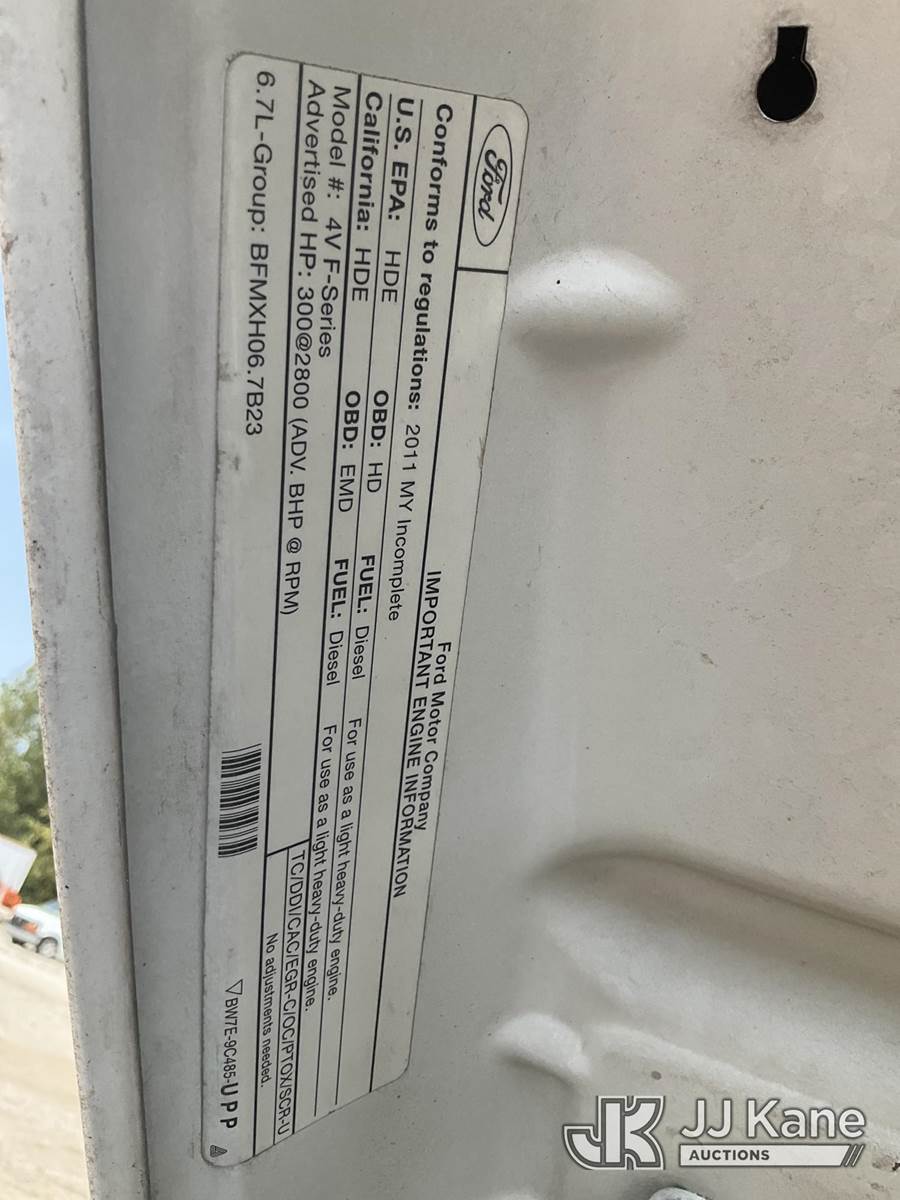 Ford
Ford Motor Company
IMPORTANT ENGINE INFORMATION
Conforms to regulations: 2011 MY Incomplete
U.S. EPA: HDE OBD: HD FUEL: Diesel For use as a light heavy-duty engine.
California: HDE OBD: EMD FUEL: Diesel For use as a light heavy-duty engine.
Model #: 4V F-Series
Advertised HP: 300@2800 (ADV. BHP @ RPM)
TC/DDI/CAC/EGR-C/OC/PTOX/SCR-U
6.7L-Group: BFMXH06.7B23
No adjustments needed.
▽BW7E-9C485-UPP
JK JJ Kane
AUCTIONS